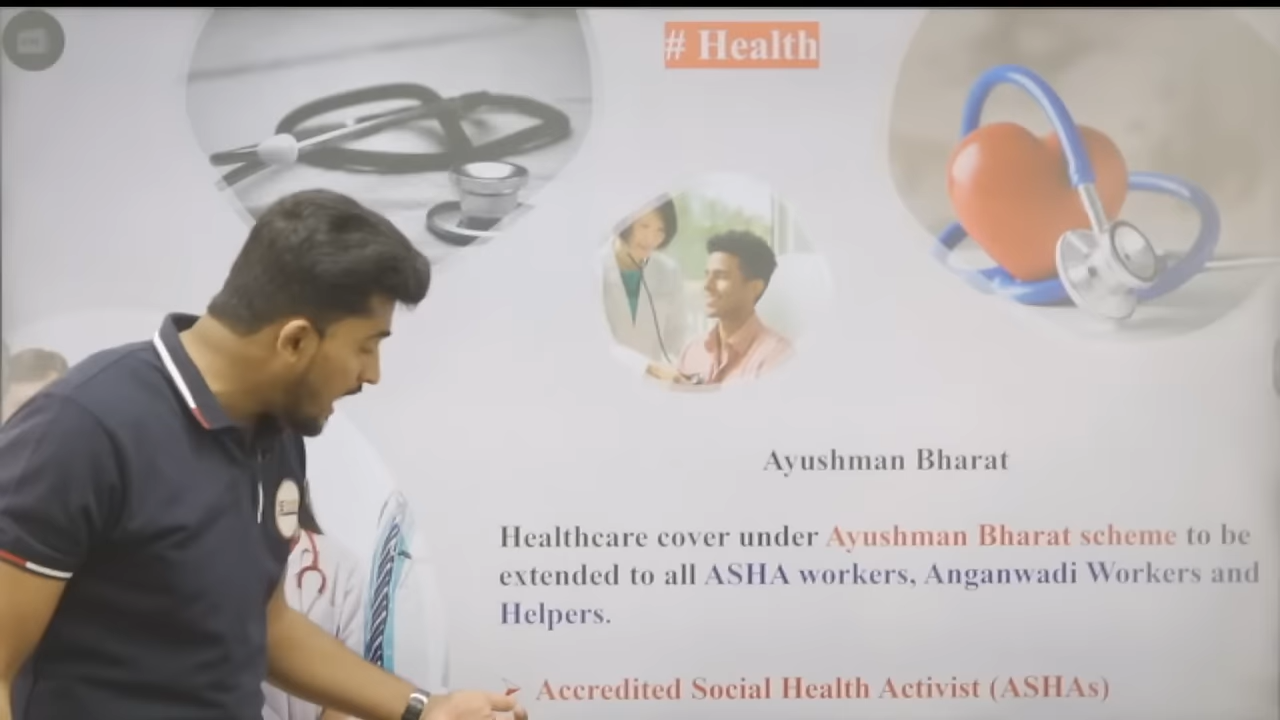 # Health
Ayushman Bharat
Healthcare cover under Ayushman Bharat scheme to be
extended to all ASHA workers, Anganwadi Workers and
Helpers.
➢ Accredited Social Health Activist (ASHAs)